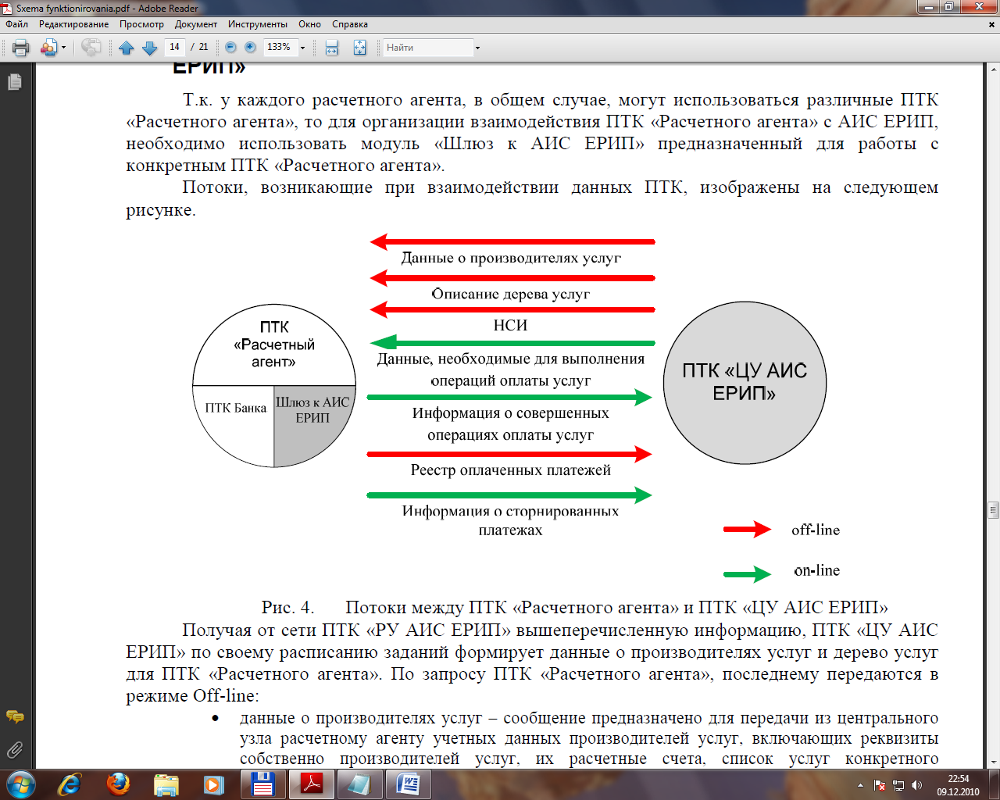 Sxema fynktionirovania.pdf - Adobe Reader
Файл Редактирование Просмотр Документ Инструменты Окно Справка
14 / 21 133% Найти
ЕРИП»
Т.к. у каждого расчетного агента, в общем случае, могут использоваться различные ПТК
«Расчетного агента», то для организации взаимодействия ПТК «Расчетного агента» с АИС ЕРИП,
необходимо использовать модуль «Шлюз к АИС ЕРИП» предназначенный для работы с
конкретным ПТК «Расчетного агента».
Потоки, возникающие при взаимодействии данных ПТК, изображены на следующем
рисунке.
Данные о производителях услуг
Описание дерева услуг
НСИ
Данные, необходимые для выполнения
операций оплаты услуг
Информация о совершенных
операциях оплаты услуг
Реестр оплаченных платежей
Информация о сторнированных
платежах
ПТК
«Расчетный
агент»
ПТК Банка
Шлюз к АИС
ЕРИП
ПТК «ЦУ АИС
ЕРИП»
off-line
on-line
Рис. 4. Потоки между ПТК «Расчетного агента» и ПТК «ЦУ АИС ЕРИП»
Получая от сети ПТК «РУ АИС ЕРИП» вышеперечисленную информацию, ПТК «ЦУ АИС
ЕРИП» по своему расписанию заданий формирует данные о производителях услуг и дерево услуг
для ПТК «Расчетного агента». По запросу ПТК «Расчетного агента», последнему передаются в
режиме Off-line:
• данные о производителях услуг – сообщение предназначено для передачи из центрального
узла расчетному агенту учетных данных производителей услуг, включающих реквизиты
собственно производителей услуг, их расчетные счета, список услуг конкретного
22:54
09.12.2010